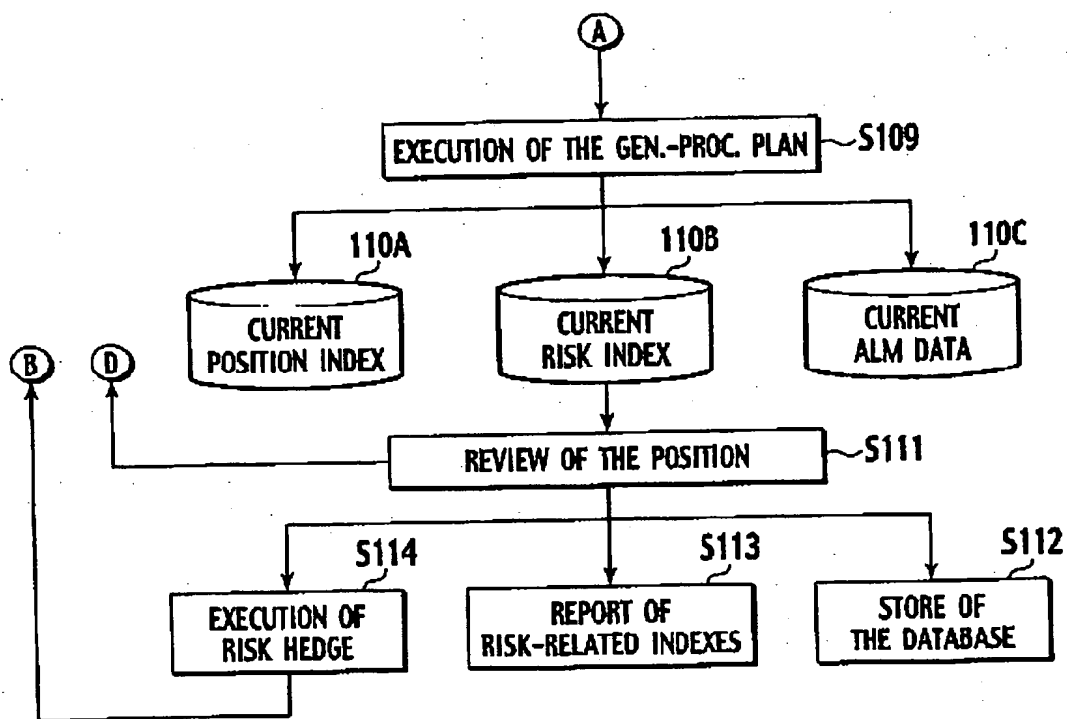 A
EXECUTION OF THE GEN.-PROC. PLAN
S109
110A
110B
110C
CURRENT
POSITION INDEX
CURRENT
RISK INDEX
CURRENT
ALM DATA
B
D
REVIEW OF THE POSITION
S111
S114
S113
S112
EXECUTION OF
RISK HEDGE
REPORT OF
RISK-RELATED INDEXES
STORE OF
THE DATABASE